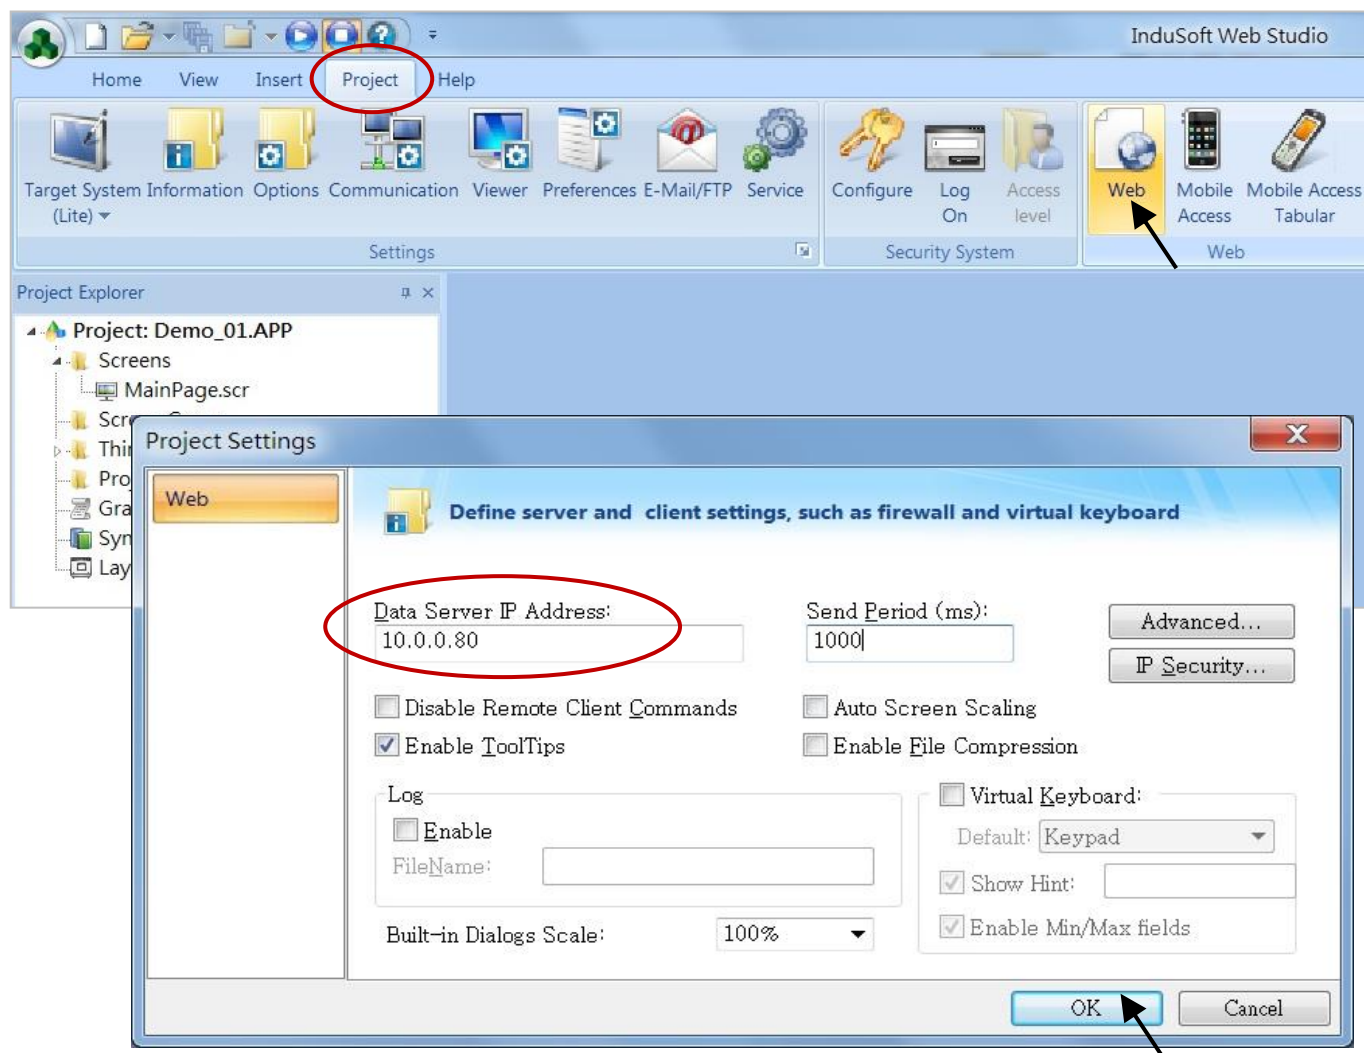 InduSoft Web Studio
Home View Insert Project Help
Target System (Lite)
Information
Options
Communication
Viewer
Preferences
E-Mail/FTP
Service
Configure
Log On
Access level
Web
Mobile Access
Mobile Access Tabular
Settings
Security System
Web
Project Explorer
Project: Demo_01.APP
Screens
MainPage.scr
Project Settings
Web
Define server and client settings, such as firewall and virtual keyboard
Data Server IP Address:
10.0.0.80
Send Period (ms):
1000
Advanced...
IP Security...
Disable Remote Client Commands
Auto Screen Scaling
Enable ToolTips
Enable File Compression
Log
Enable
FileName:
Virtual Keyboard:
Default: Keypad
Show Hint:
Enable Min/Max fields
Built-in Dialogs Scale: 100%
OK
Cancel